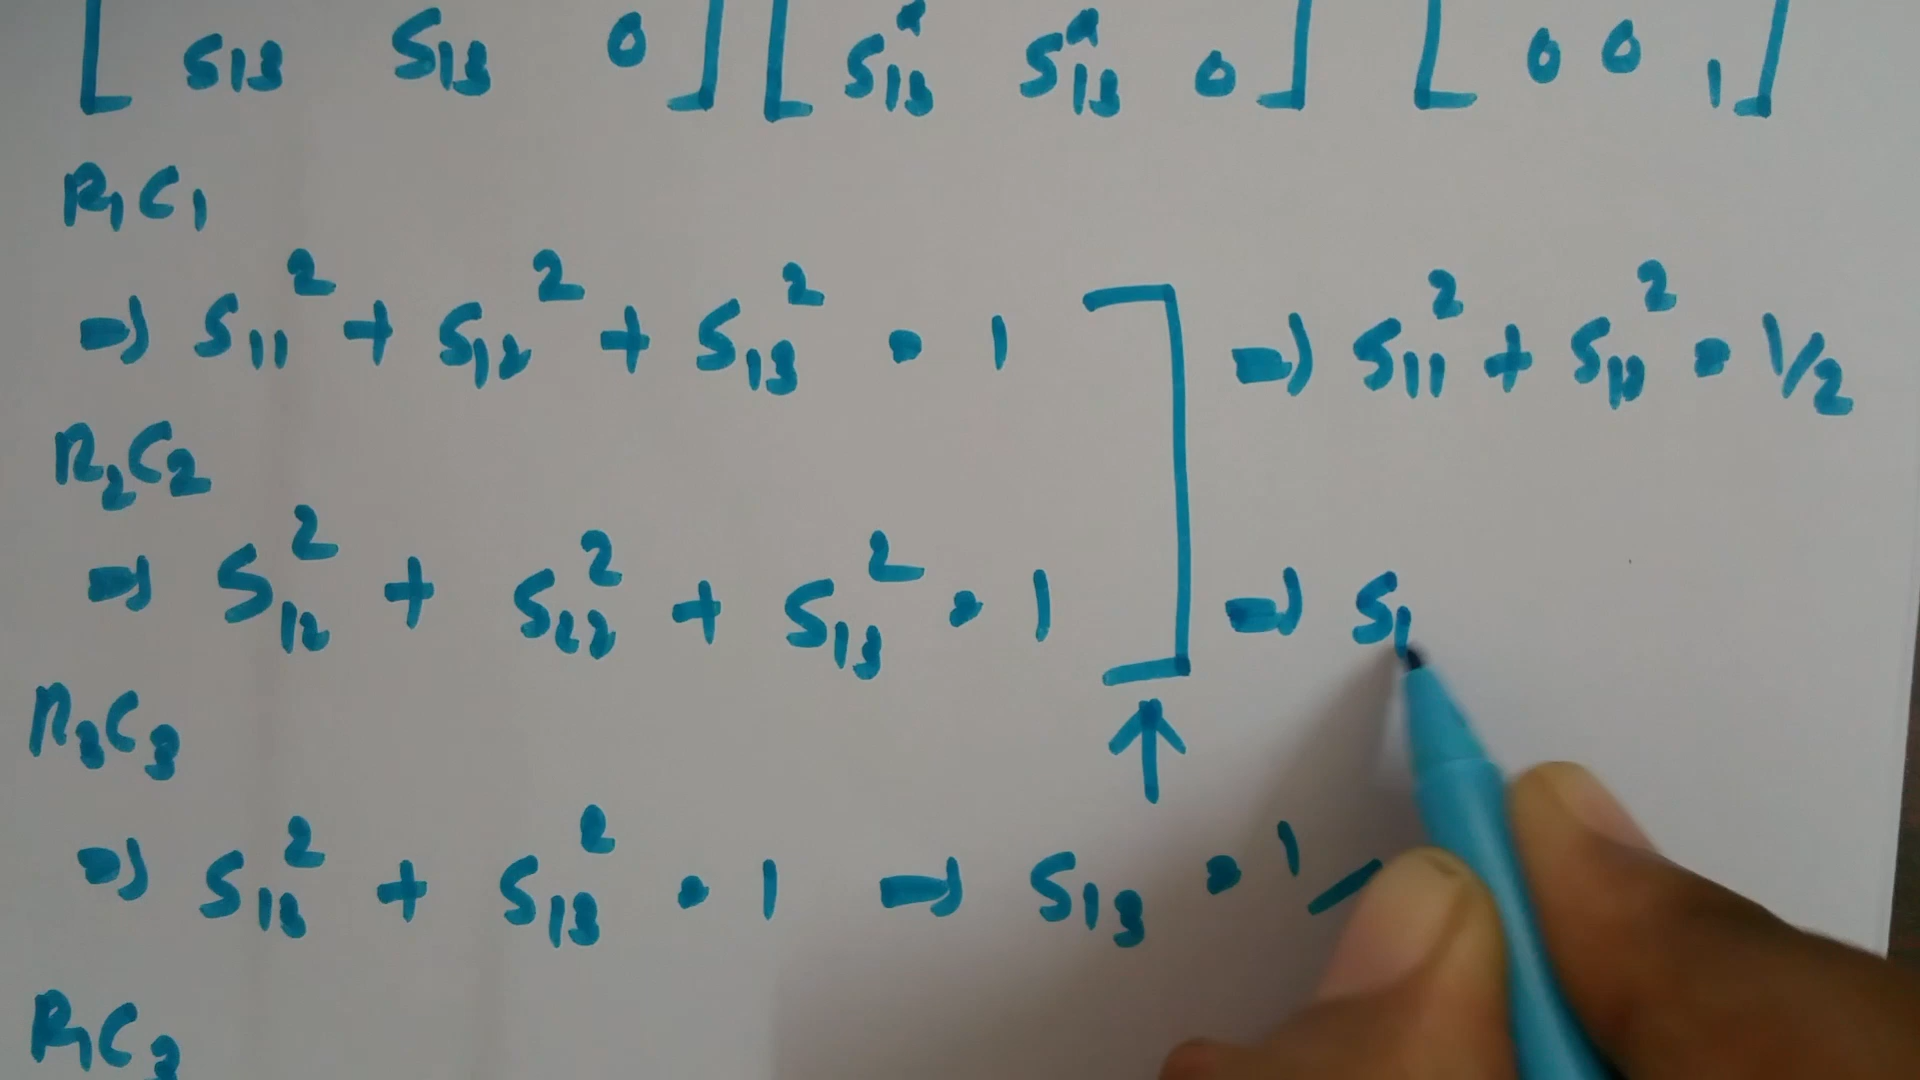 [ S13 S13 0 ] [ S13* S13* 0 ] [ 0 0 1 ]
R1C1
⇒ S11² + S12² + S13² = 1 ⇒ S11² + S12² = 1/2
R2C2
⇒ S12² + S22² + S13² = 1 ⇒ S1
R3C3
⇒ S13² + S13² = 1 ⇒ S13 = 1/
R1C3